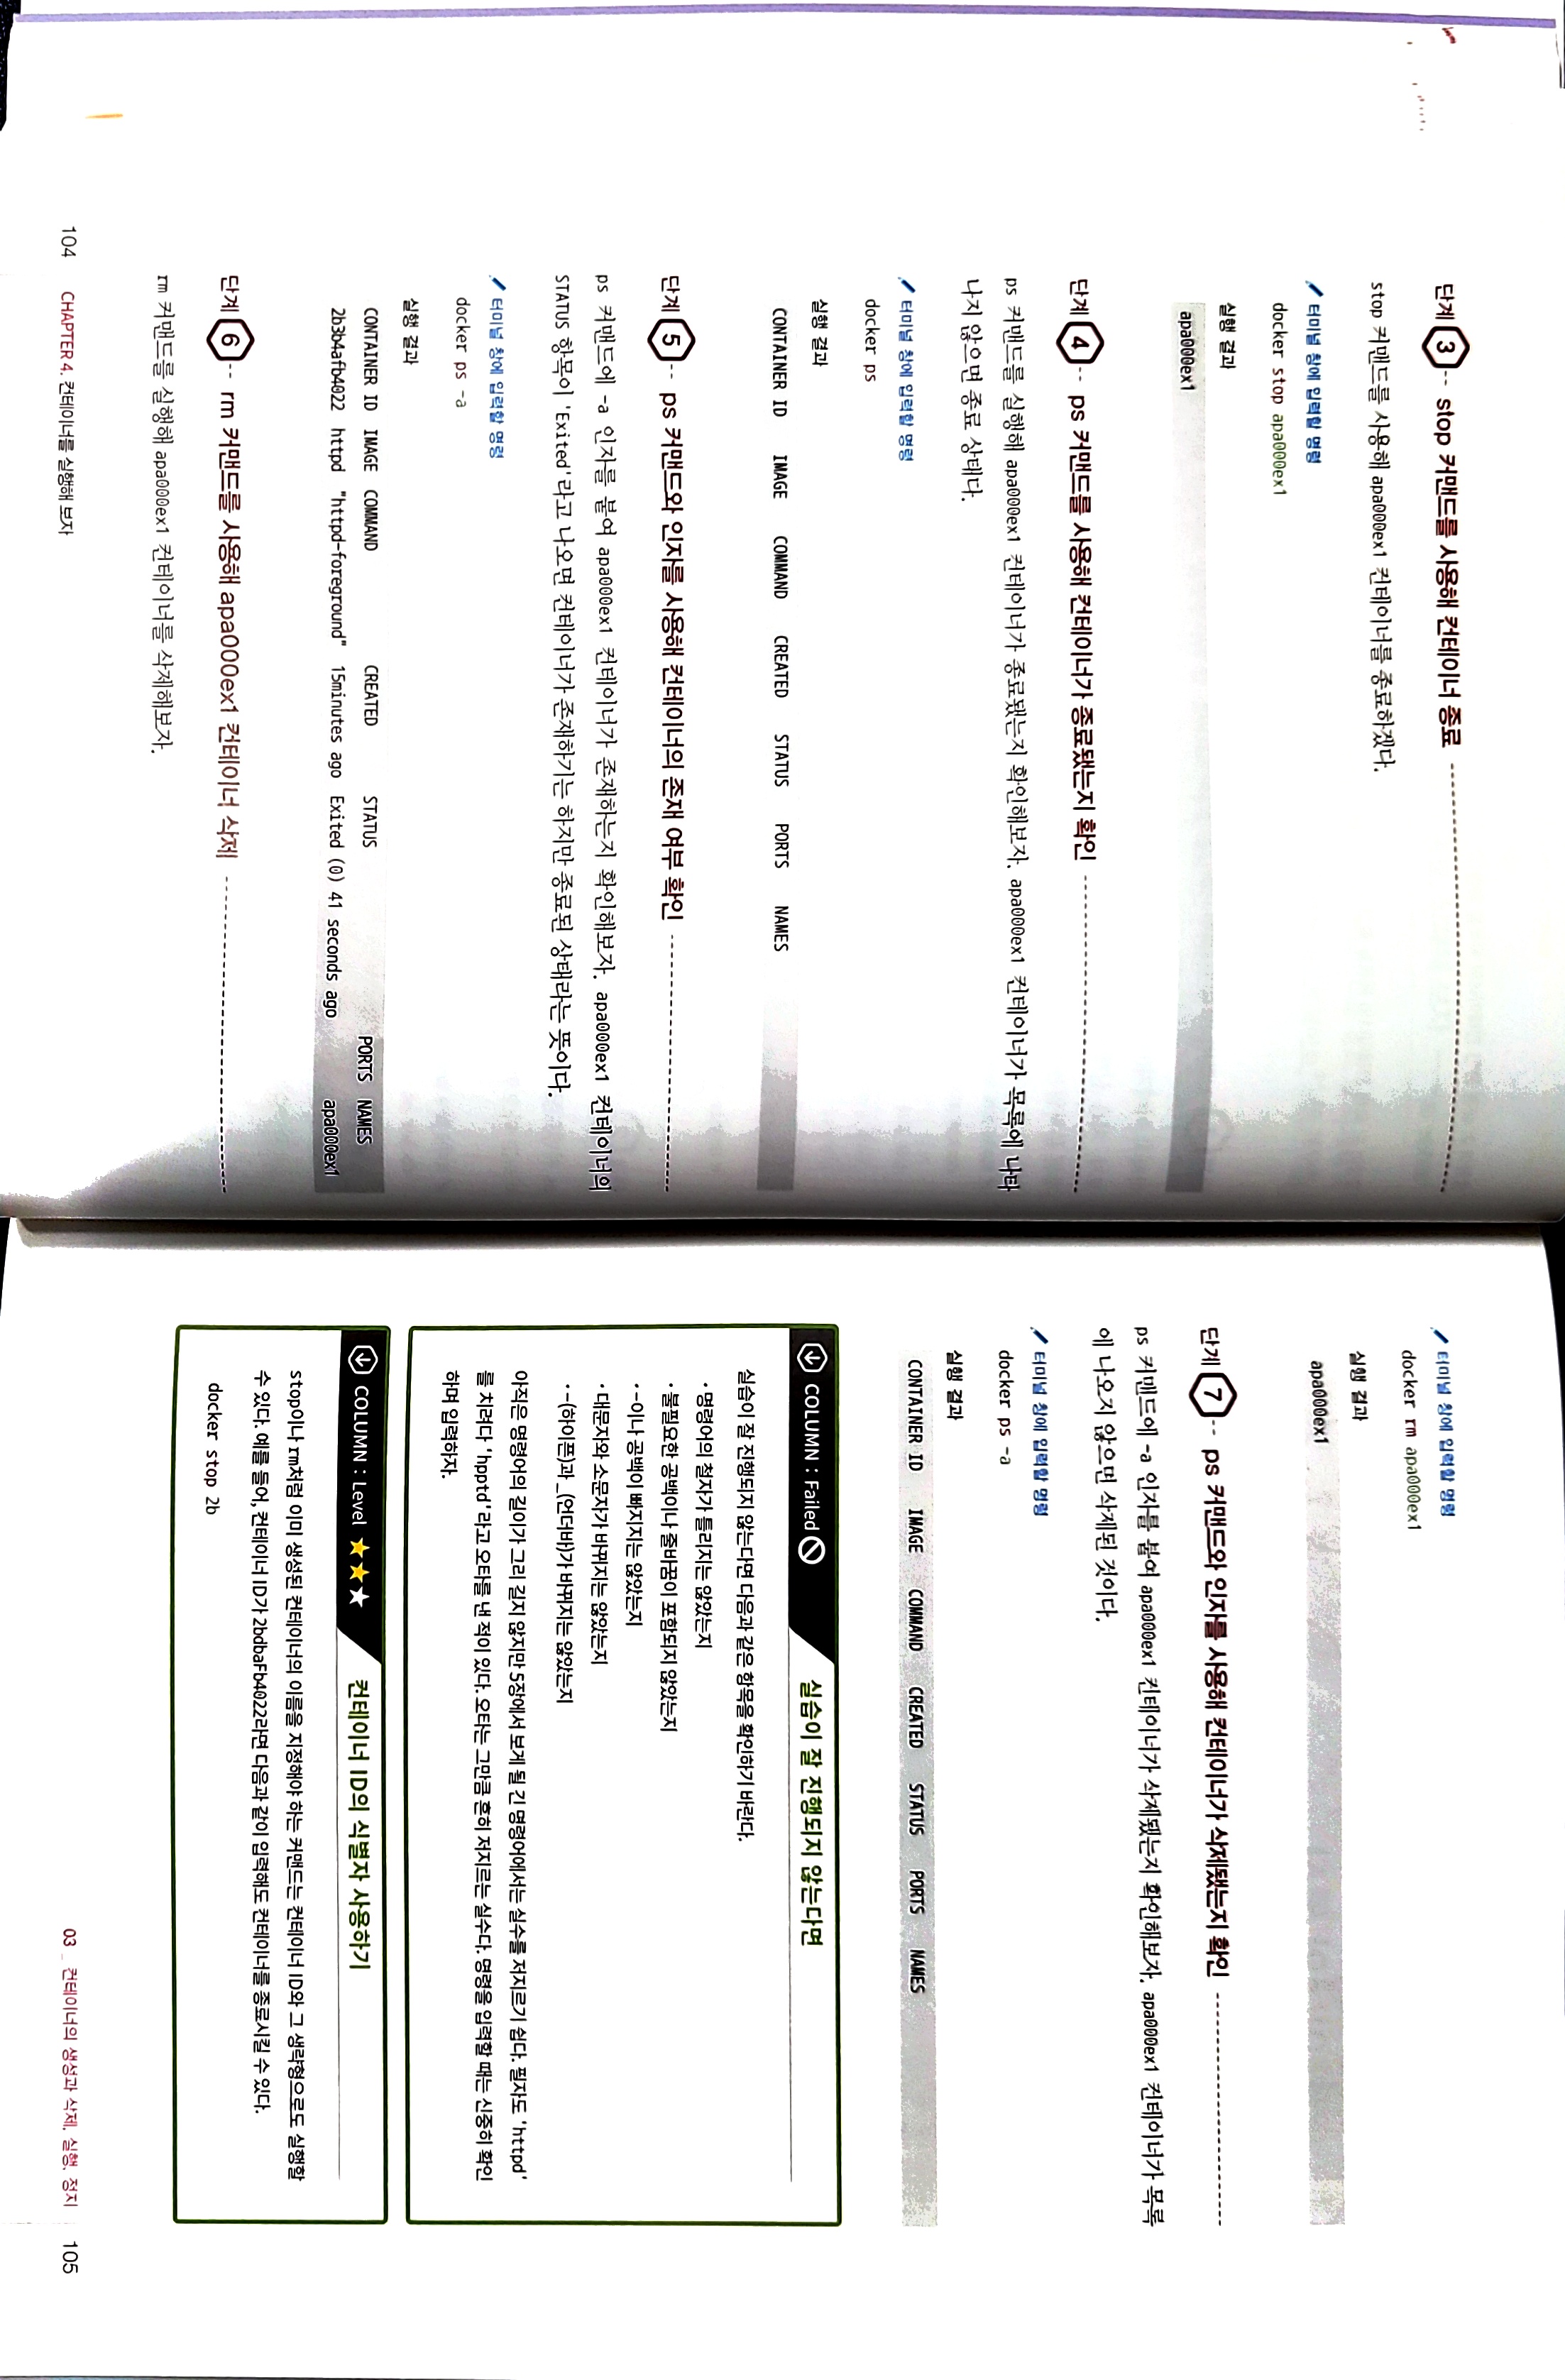 단계 3 stop 커맨드를 사용해 컨테이너 종료
stop 커맨드를 사용해 apa000ex1 컨테이너를 종료하겠다.
터미널 창에 입력할 명령
docker stop apa000ex1
실행 결과
apa000ex1
단계 4 ps 커맨드를 사용해 컨테이너가 종료됐는지 확인
ps 커맨드를 실행해 apa000ex1 컨테이너가 종료됐는지 확인해보자. apa000ex1 컨테이너가 목록에 나타
나지 않으면 종료 상태다.
터미널 창에 입력할 명령
docker ps
실행 결과
CONTAINER ID IMAGE COMMAND CREATED STATUS PORTS NAMES
단계 5 ps 커맨드와 인자를 사용해 컨테이너의 존재 여부 확인
ps 커맨드에 -a 인자를 붙여 apa000ex1 컨테이너가 존재하는지 확인해보자. apa000ex1 컨테이너의
STATUS 항목이 'Exited'라고 나오면 컨테이너가 존재하기는 하지만 종료된 상태라는 뜻이다.
터미널 창에 입력할 명령
docker ps -a
실행 결과
CONTAINER ID IMAGE COMMAND CREATED STATUS PORTS NAMES
2b3b4afb4022 httpd "httpd-foreground" 15minutes ago Exited (0) 41 seconds ago apa000ex1
단계 6 rm 커맨드를 사용해 apa000ex1 컨테이너 삭제
rm 커맨드를 실행해 apa000ex1 컨테이너를 삭제해보자.
104 CHAPTER 4. 컨테이너를 실행해 보자
터미널 창에 입력할 명령
docker rm apa000ex1
실행 결과
apa000ex1
단계 7 ps 커맨드와 인자를 사용해 컨테이너가 삭제됐는지 확인
ps 커맨드에 -a 인자를 붙여 apa000ex1 컨테이너가 삭제됐는지 확인해보자. apa000ex1 컨테이너가 목록
에 나오지 않으면 삭제된 것이다.
터미널 창에 입력할 명령
docker ps -a
실행 결과
CONTAINER ID IMAGE COMMAND CREATED STATUS PORTS NAMES
COLUMN : Failed 실습이 잘 진행되지 않는다면
실습이 잘 진행되지 않는다면 다음과 같은 항목을 확인하기 바란다.
· 명령어의 철자가 틀리지는 않았는지
· 불필요한 공백이나 줄바꿈이 포함되지 않았는지
· -이나 공백이 빠지지는 않았는지
· 대문자와 소문자가 바뀌지는 않았는지
· -(하이픈)과 _(언더바)가 바뀌지는 않았는지
아직은 명령어의 길이가 그리 길지 않지만 5장에서 보게 될 긴 명령어에서는 실수를 저지르기 쉽다. 필자도 'httpd'
를 치려다 'hpptd'라고 오타를 낸 적이 있다. 오타는 그만큼 흔히 저지르는 실수다. 명령을 입력할 때는 신중히 확인
하며 입력하자.
COLUMN : Level ★★★ 컨테이너 ID의 식별자 사용하기
stop이나 rm처럼 이미 생성된 컨테이너의 이름을 지정해야 하는 커맨드는 컨테이너 ID와 그 생략형으로도 실행할
수 있다. 예를 들어, 컨테이너 ID가 2bdbaFb4022라면 다음과 같이 입력해도 컨테이너를 종료시킬 수 있다.
docker stop 2b
03 _ 컨테이너의 생성과 삭제, 실행, 정지 105